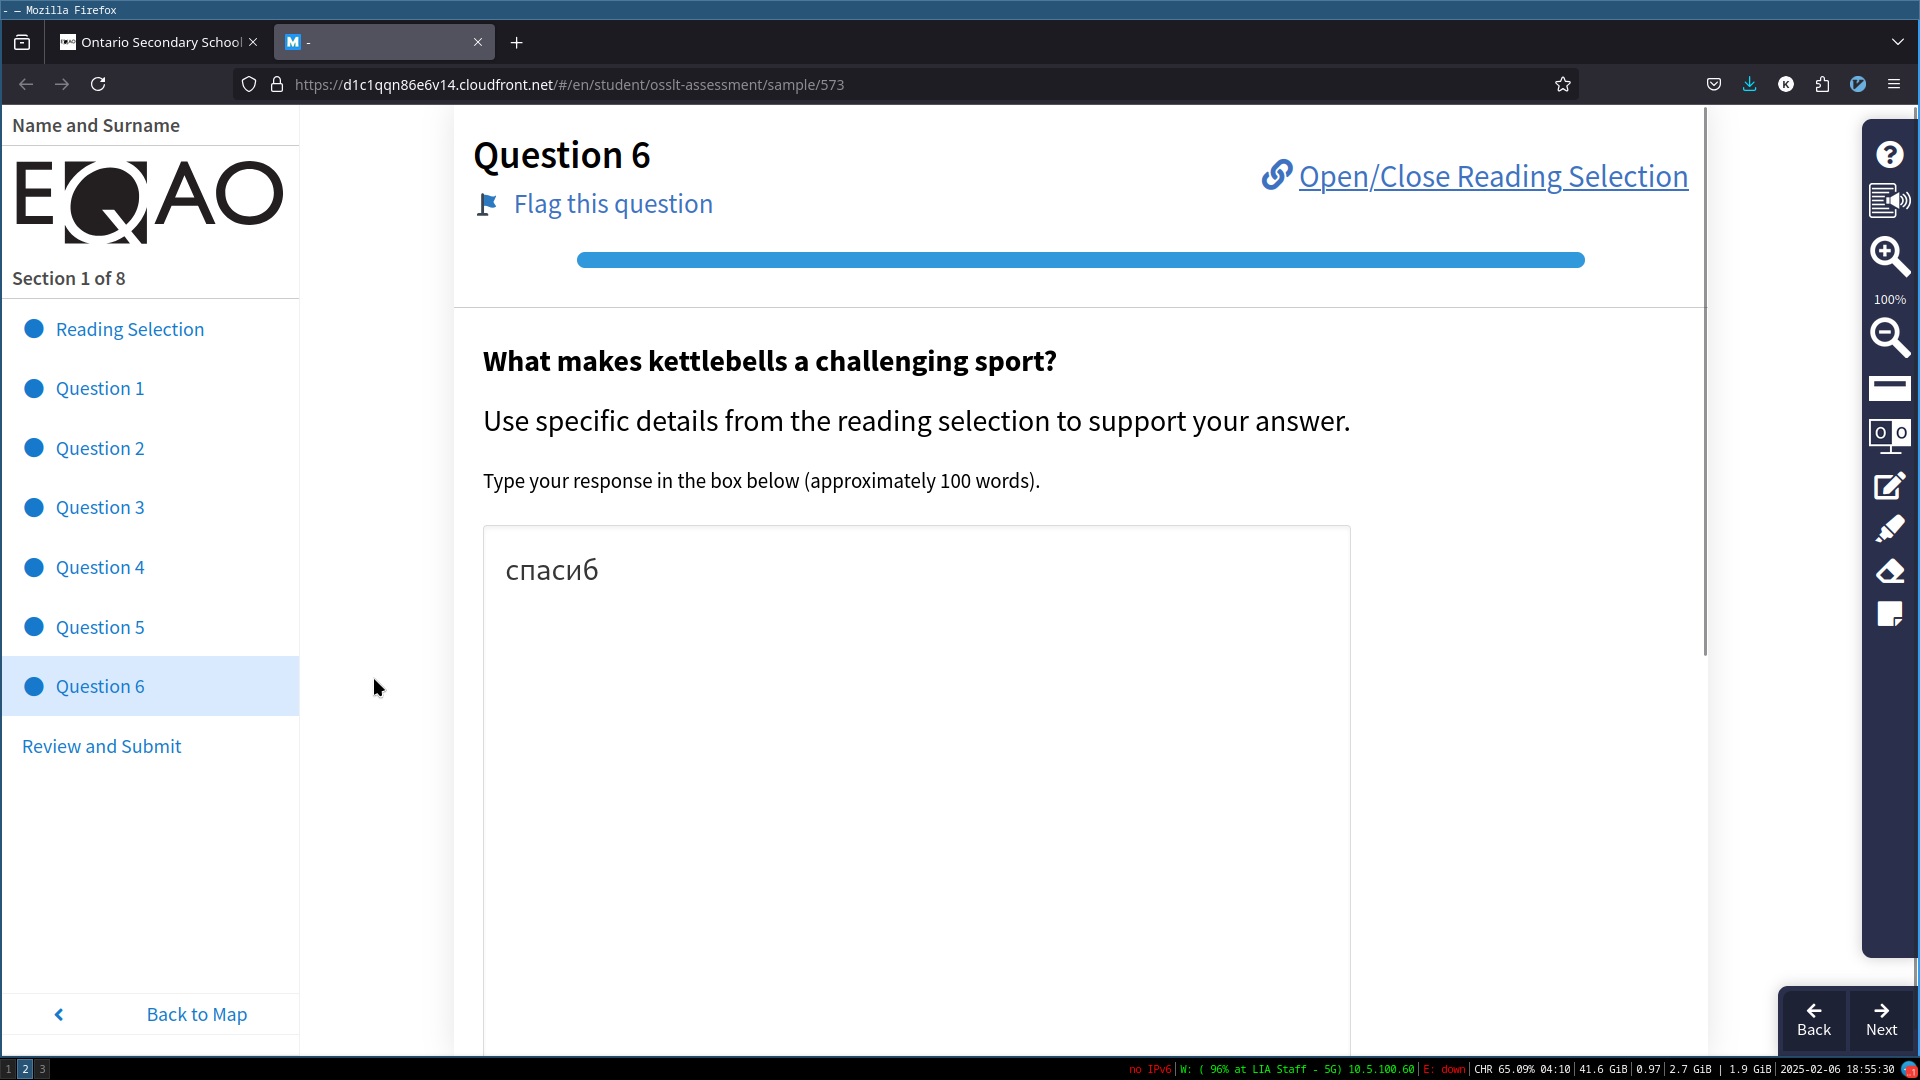 - — Mozilla Firefox
Ontario Secondary School
M -
https://d1c1qqn86e6v14.cloudfront.net/#/en/student/osslt-assessment/sample/573
Name and Surname
EQAO
Section 1 of 8
Reading Selection
Question 1
Question 2
Question 3
Question 4
Question 5
Question 6
Review and Submit
Back to Map
Question 6
Flag this question
Open/Close Reading Selection
What makes kettlebells a challenging sport?
Use specific details from the reading selection to support your answer.
Type your response in the box below (approximately 100 words).
спасиб
100%
Back
Next
1 2 3
no IPv6 | W: ( 96% at LIA Staff - 5G) 10.5.100.60 | E: down | CHR 65.09% 04:10 | 41.6 GiB | 0.97 | 2.7 GiB | 1.9 GiB | 2025-02-06 18:55:30